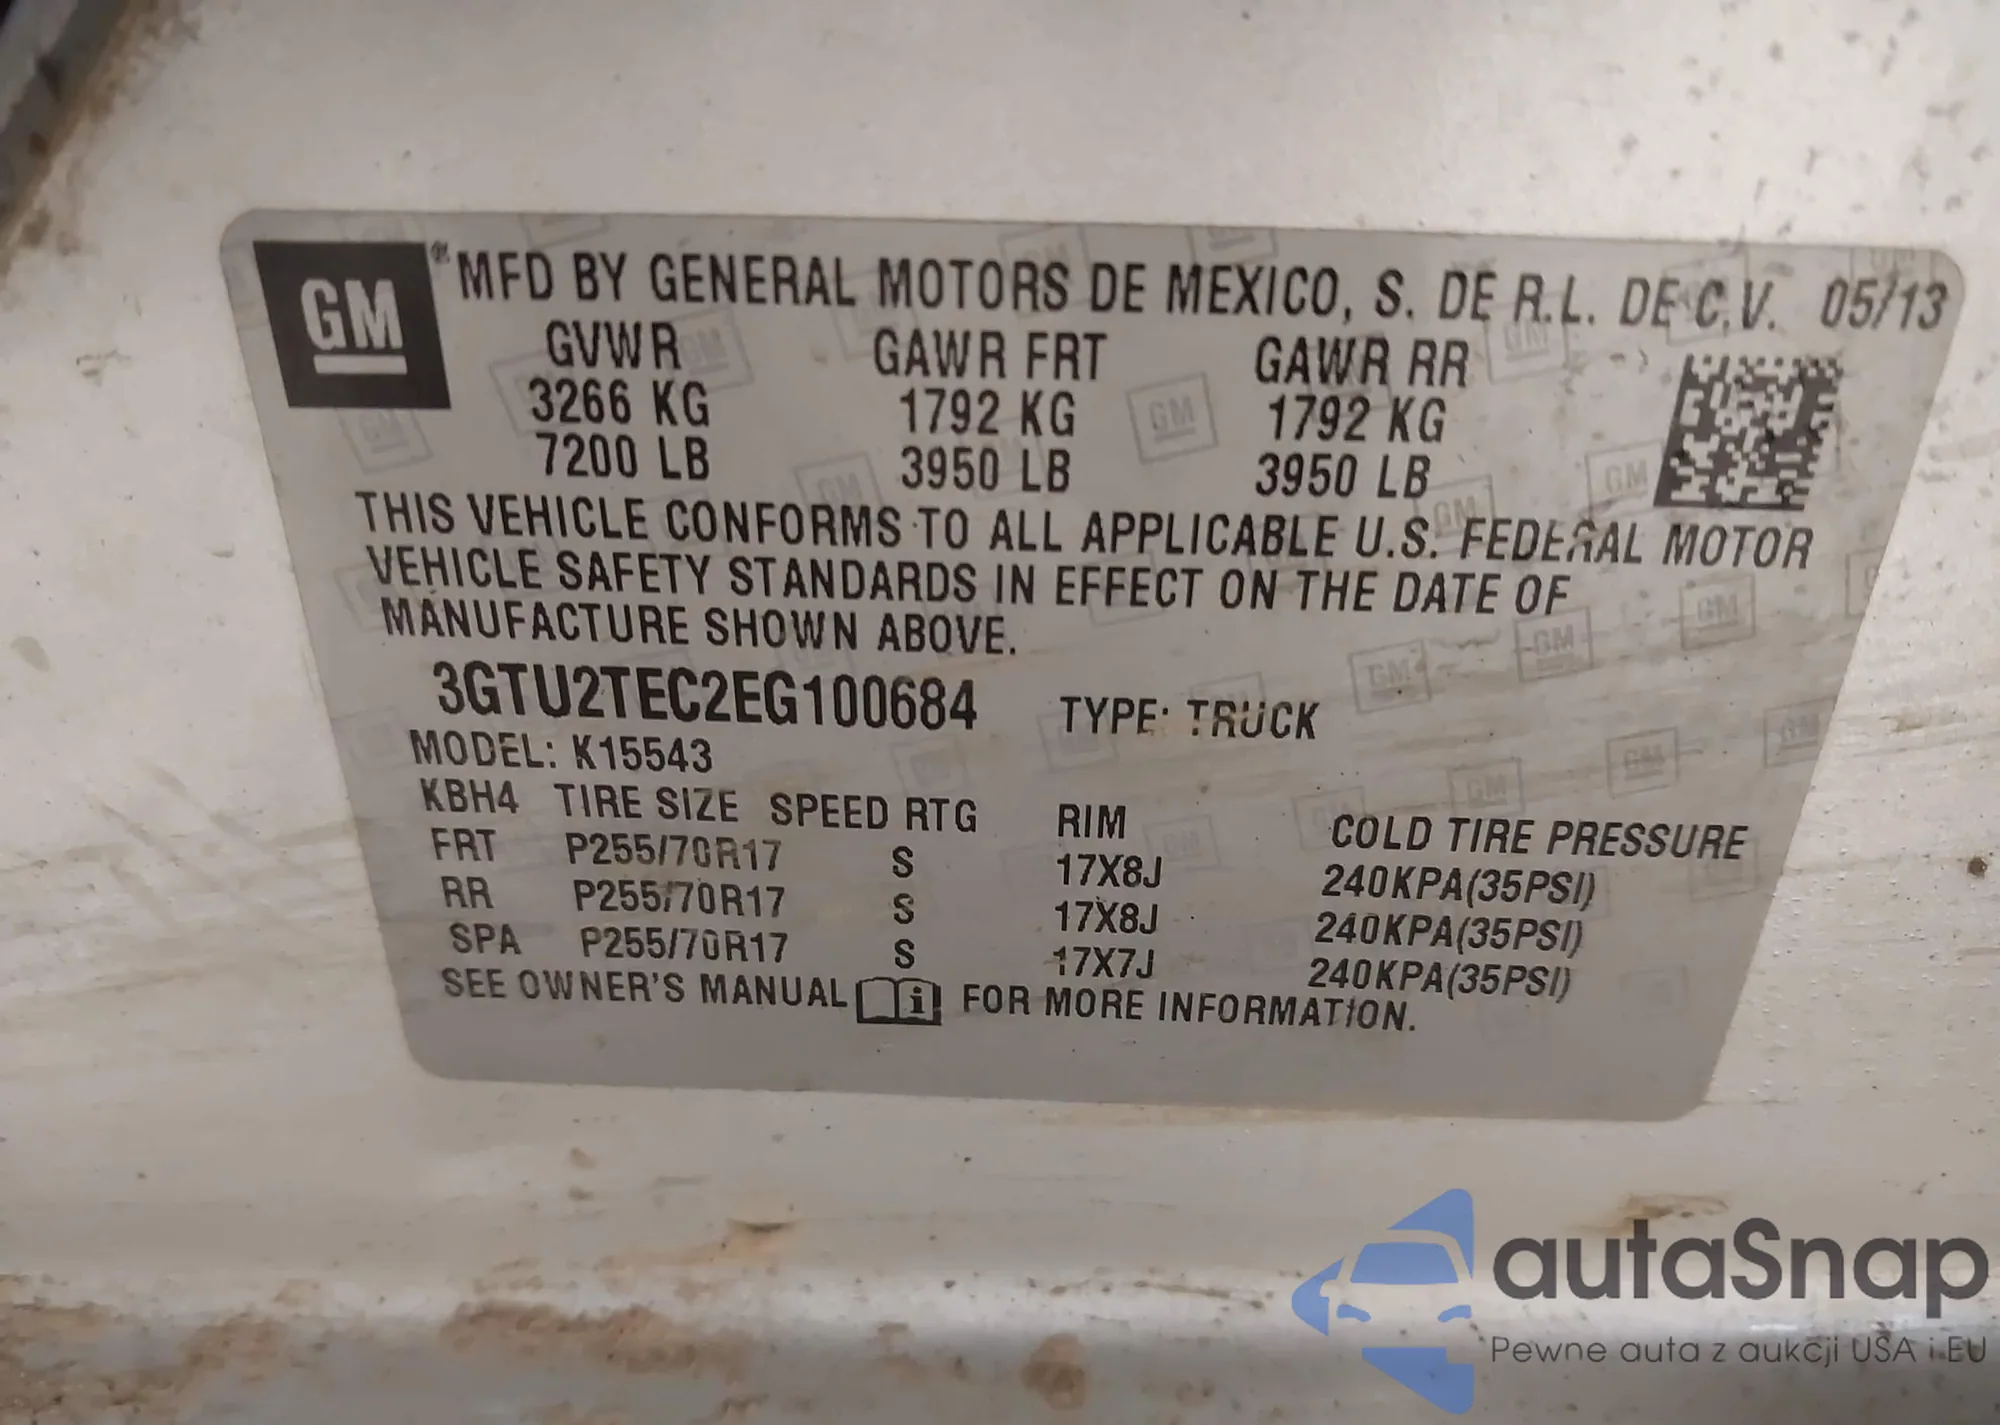 GM
® MFD BY GENERAL MOTORS DE MEXICO, S. DE R.L. DE C.V. 05/13
GVWR GAWR FRT GAWR RR
3266 KG 1792 KG 1792 KG
7200 LB 3950 LB 3950 LB
THIS VEHICLE CONFORMS TO ALL APPLICABLE U.S. FEDERAL MOTOR
VEHICLE SAFETY STANDARDS IN EFFECT ON THE DATE OF
MANUFACTURE SHOWN ABOVE.
3GTU2TEC2EG100684 TYPE: TRUCK
MODEL: K15543
KBH4 TIRE SIZE SPEED RTG RIM COLD TIRE PRESSURE
FRT P255/70R17 S 17X8J 240KPA(35PSI)
RR P255/70R17 S 17X8J 240KPA(35PSI)
SPA P255/70R17 S 17X7J 240KPA(35PSI)
SEE OWNER'S MANUAL i FOR MORE INFORMATION.
autaSnap
Pewne auta z aukcji USA i EU